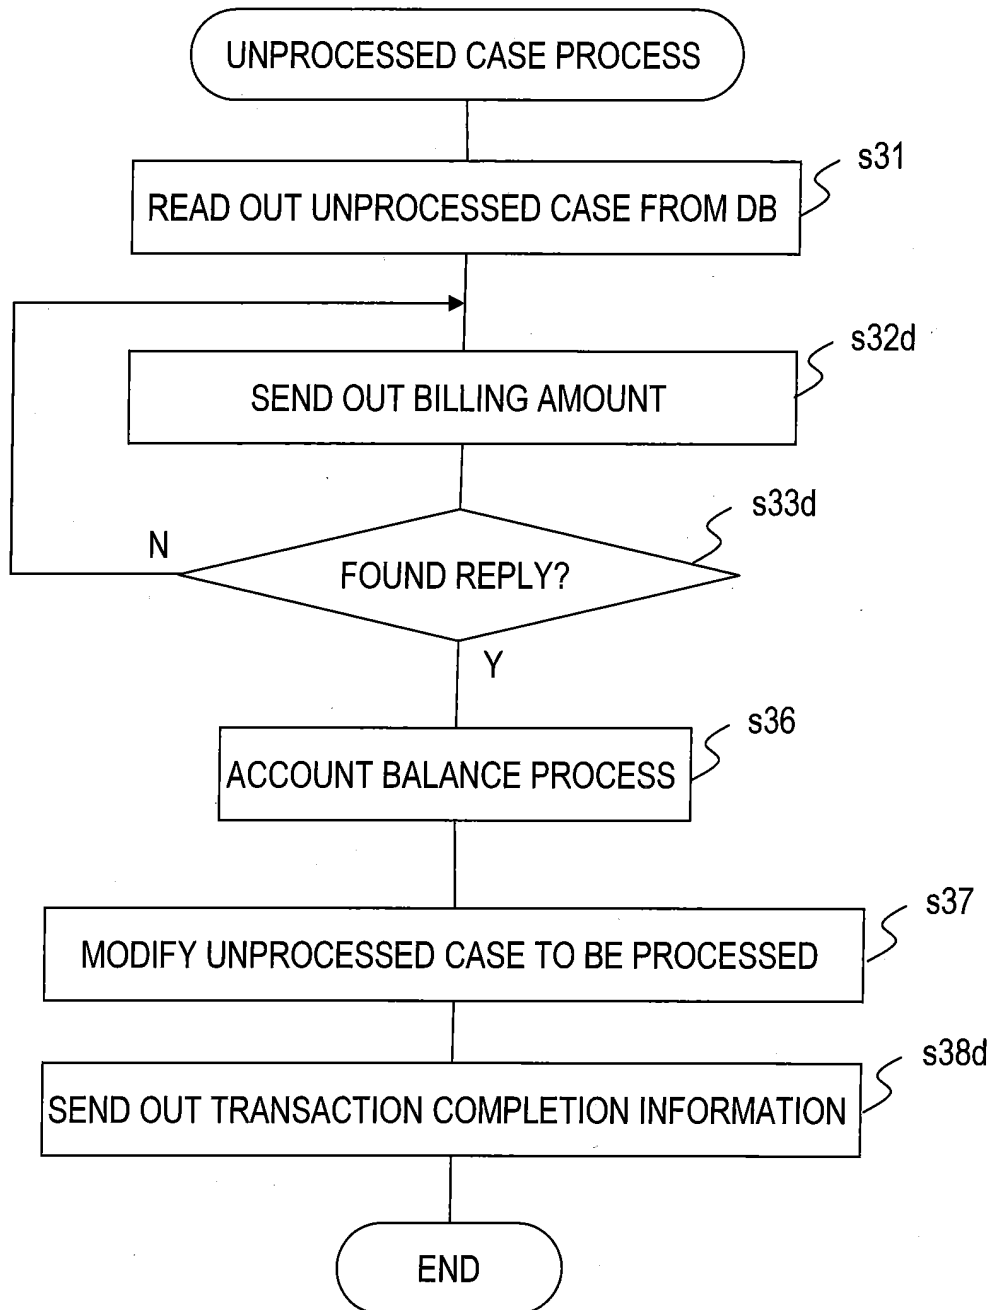 UNPROCESSED CASE PROCESS
s31
READ OUT UNPROCESSED CASE FROM DB
s32d
SEND OUT BILLING AMOUNT
s33d
N
FOUND REPLY?
Y
s36
ACCOUNT BALANCE PROCESS
s37
MODIFY UNPROCESSED CASE TO BE PROCESSED
s38d
SEND OUT TRANSACTION COMPLETION INFORMATION
END